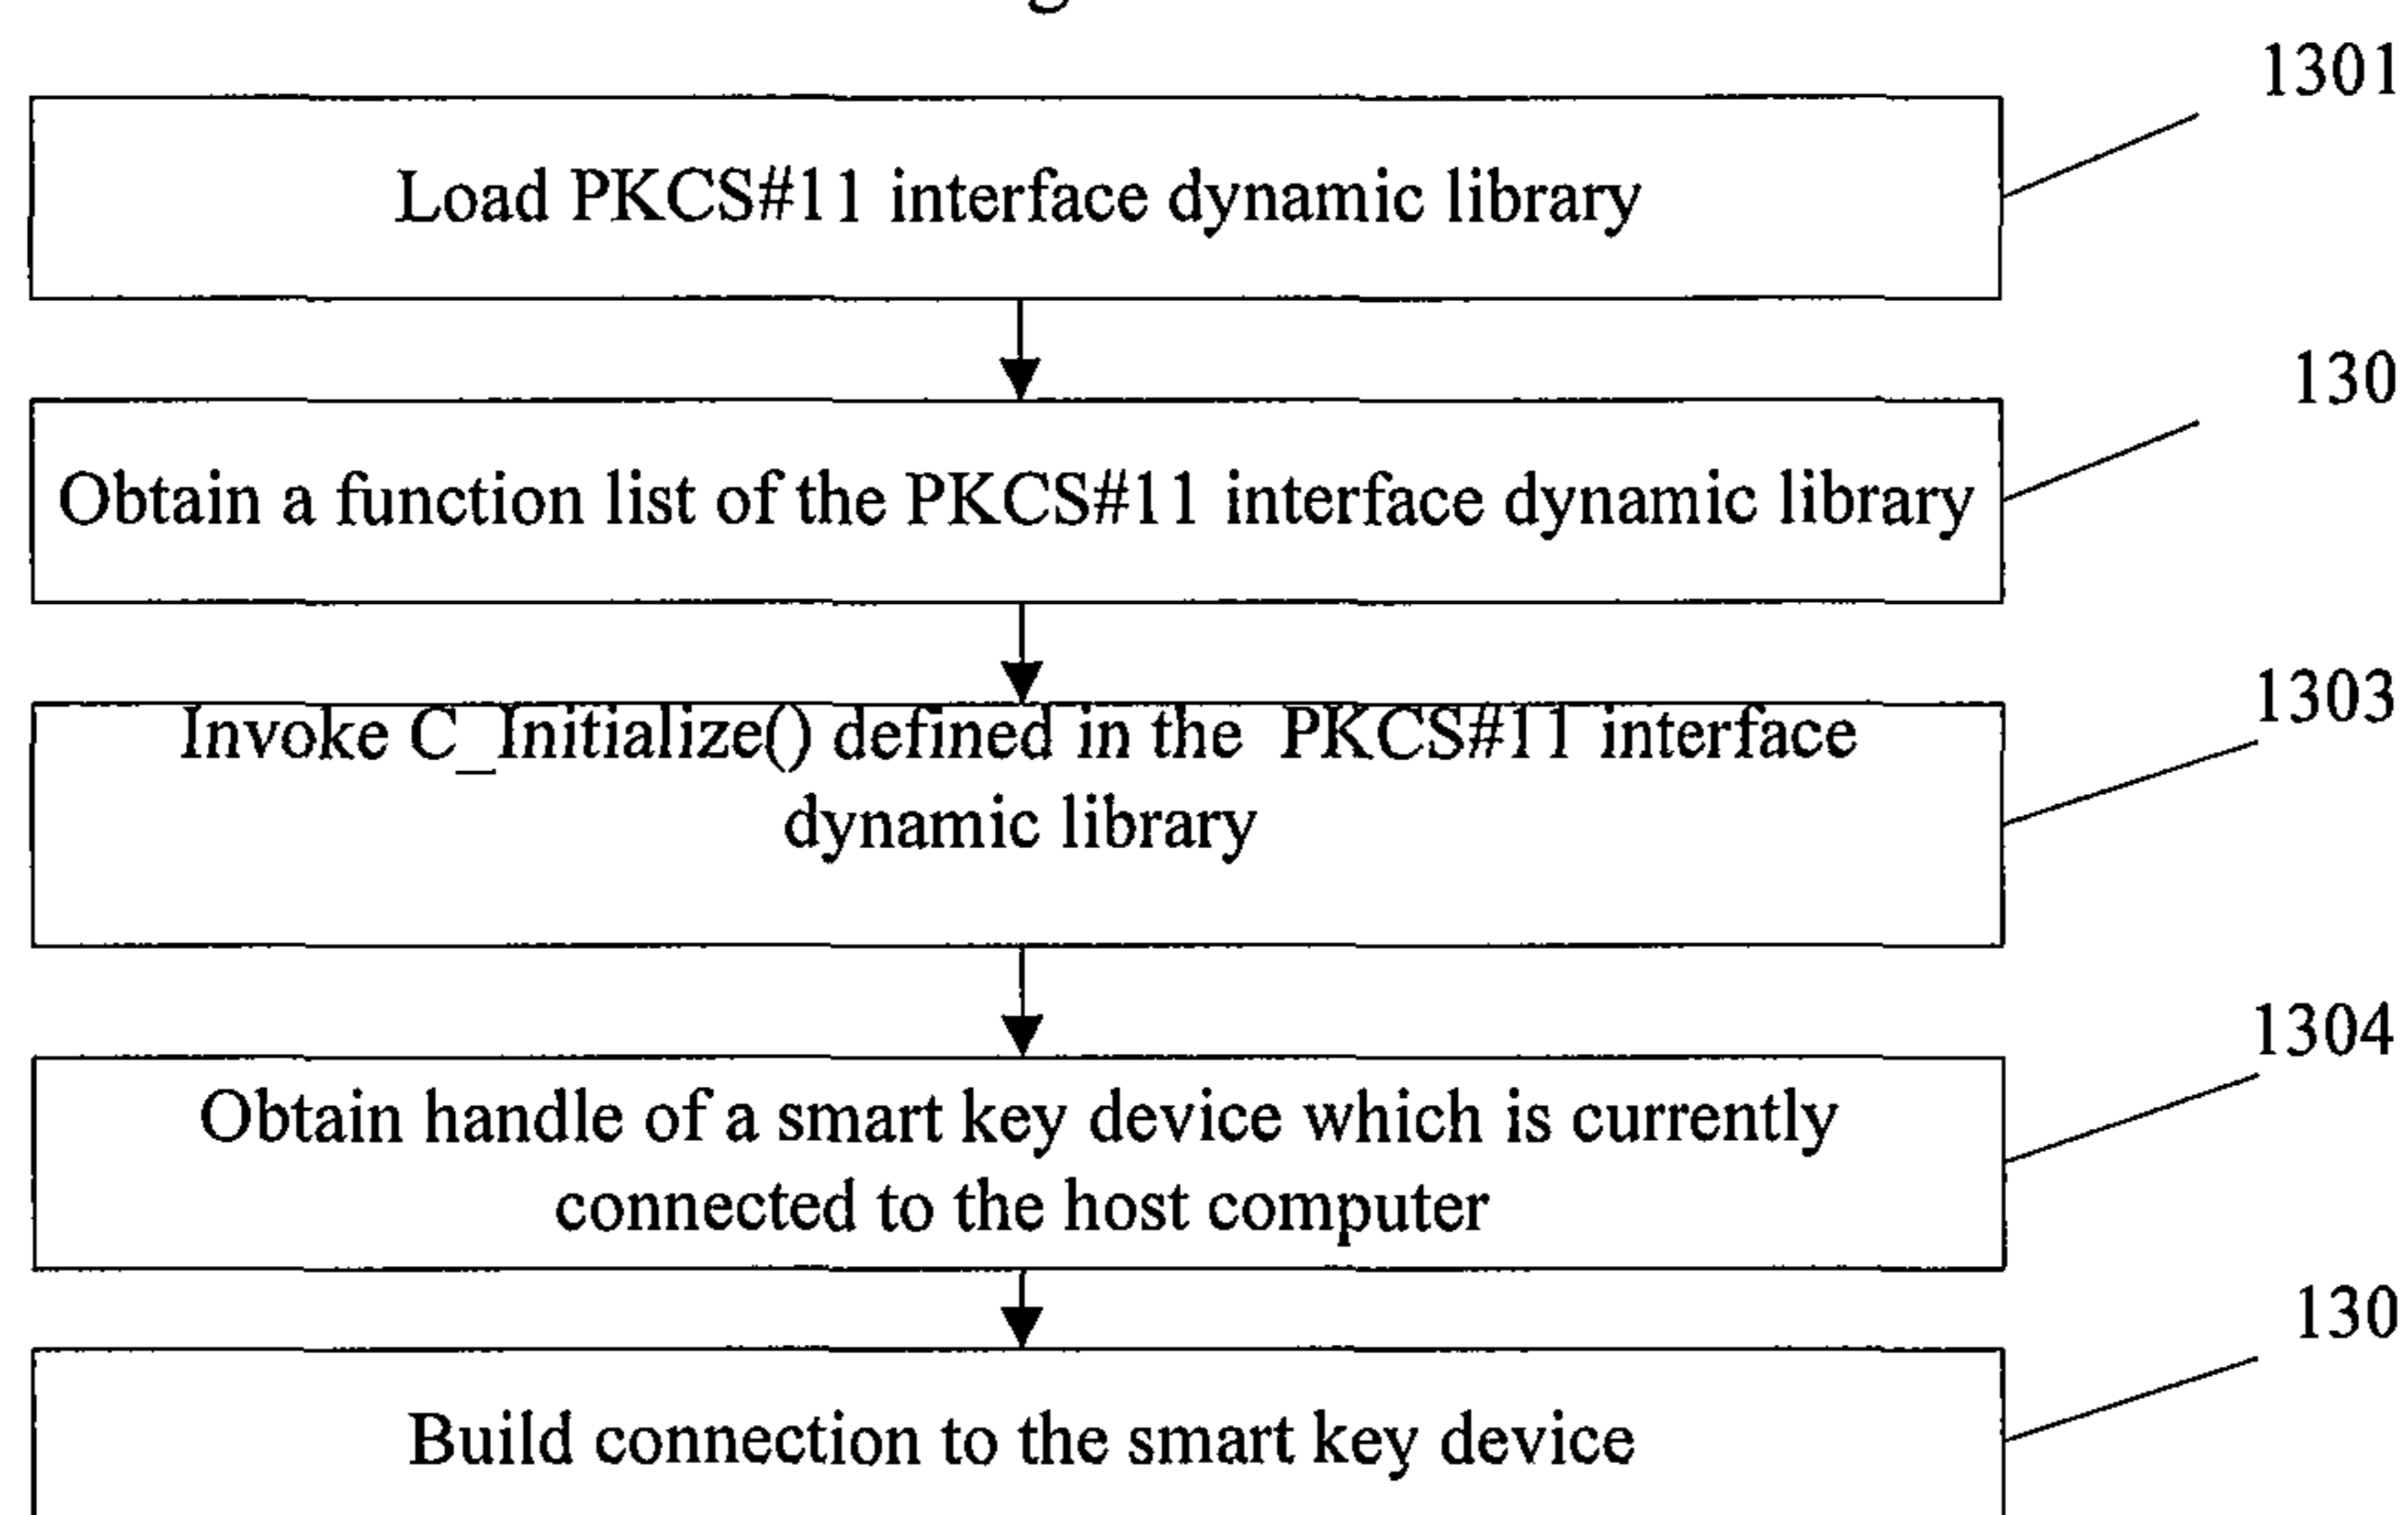 1301
Load PKCS#11 interface dynamic library
130
Obtain a function list of the PKCS#11 interface dynamic library
1303
Invoke C_Initialize() defined in the PKCS#11 interface
dynamic library
1304
Obtain handle of a smart key device which is currently
connected to the host computer
130
Build connection to the smart key device